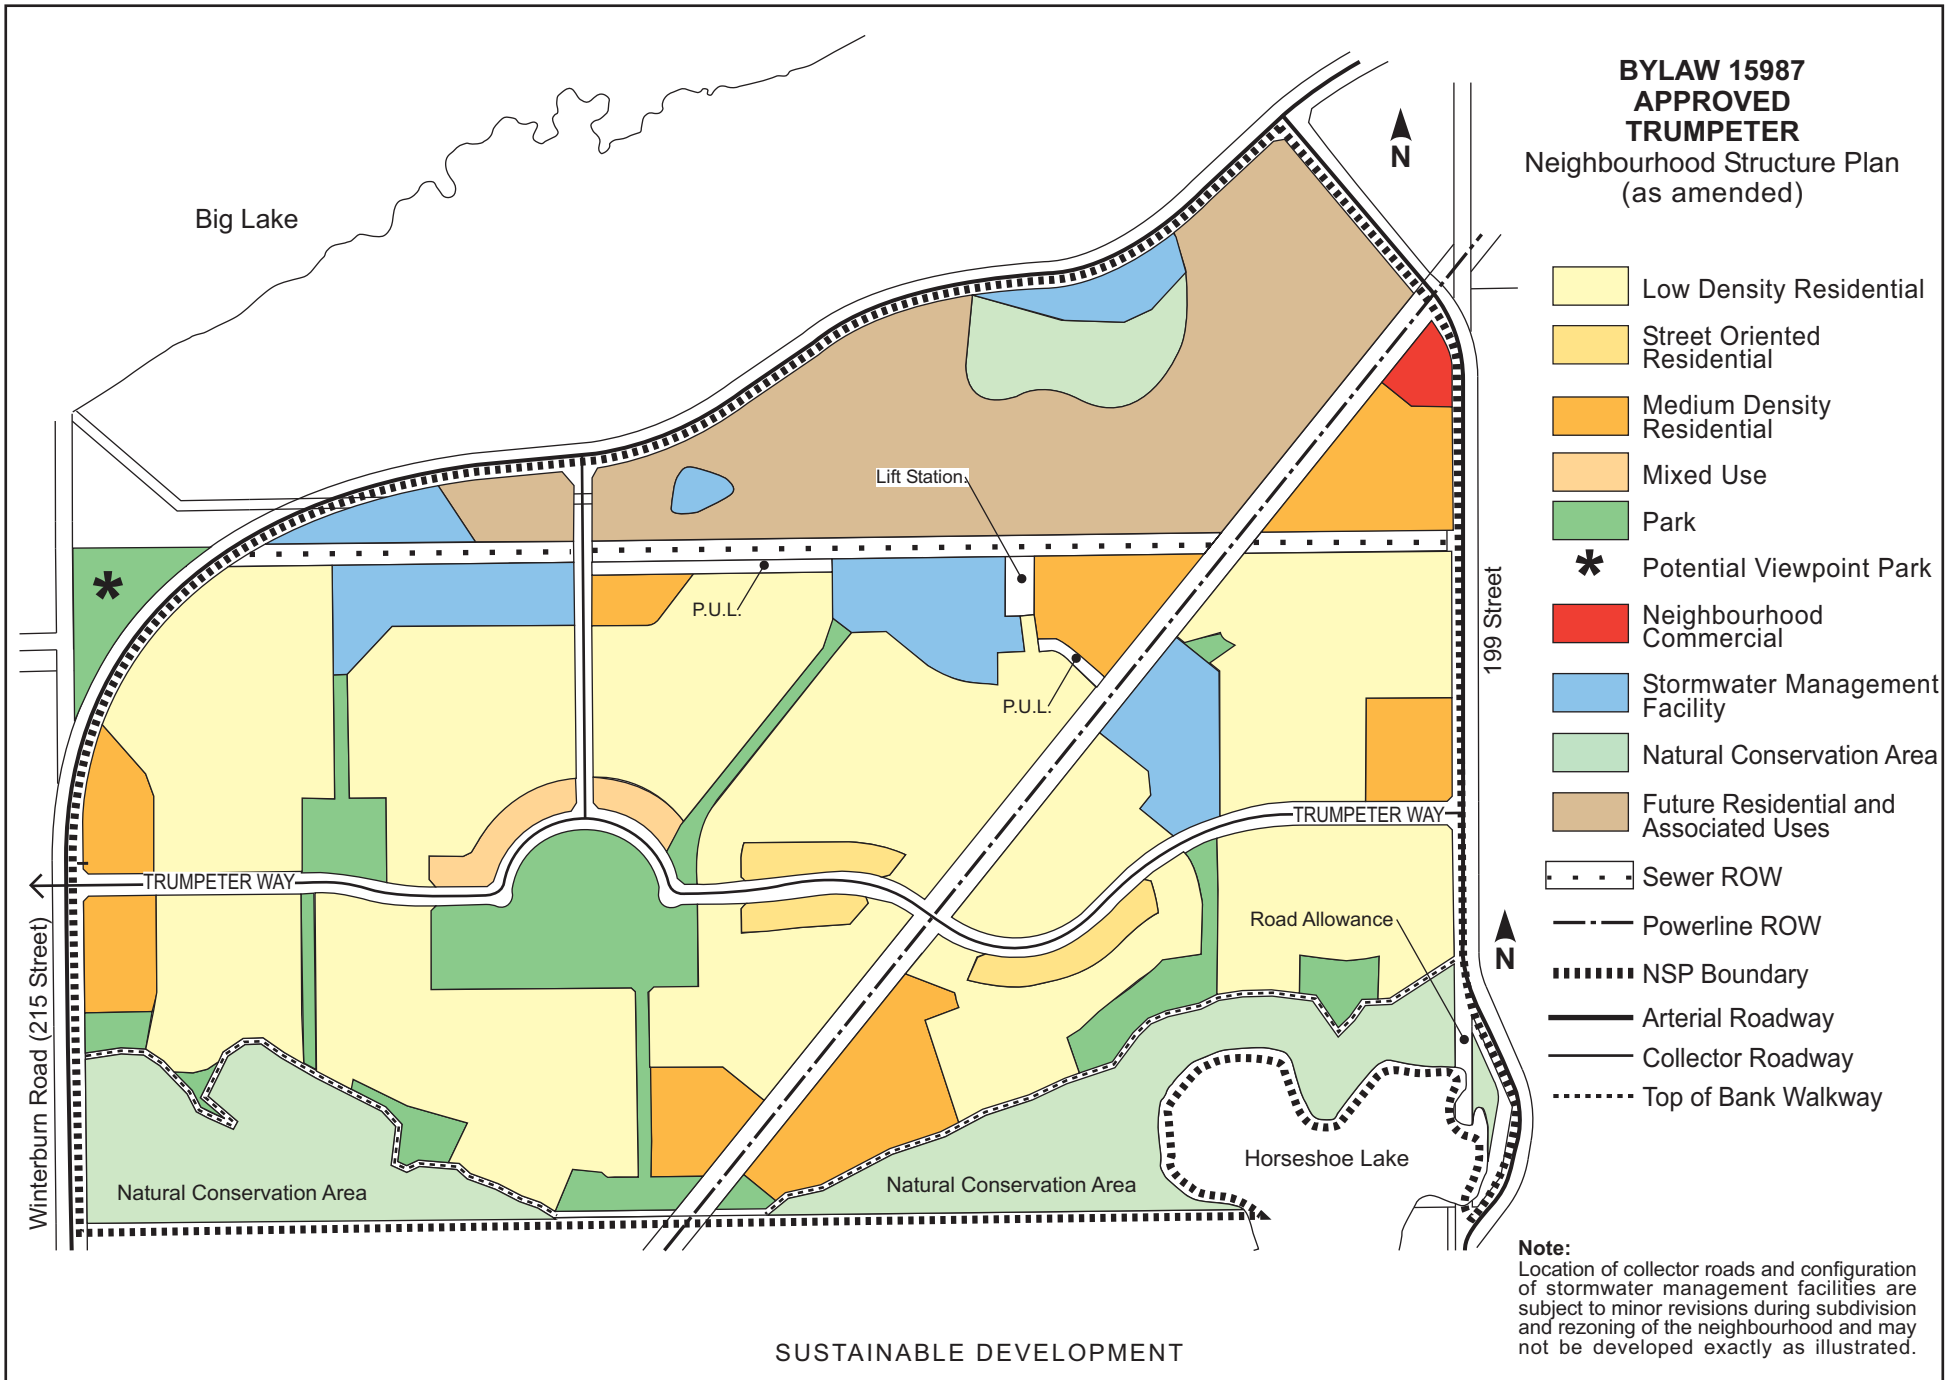 BYLAW 15987
APPROVED
TRUMPETER
Neighbourhood Structure Plan
(as amended)
N
Big Lake
Low Density Residential
Street Oriented
Residential
Medium Density
Residential
Mixed Use
Park
* Potential Viewpoint Park
Neighbourhood
Commercial
Stormwater Management
Facility
Natural Conservation Area
Future Residential and
Associated Uses
Sewer ROW
Powerline ROW
NSP Boundary
Arterial Roadway
Collector Roadway
Top of Bank Walkway
Lift Station
*
P.U.L.
P.U.L.
199 Street
TRUMPETER WAY
TRUMPETER WAY
Road Allowance
N
Winterburn Road (215 Street)
Horseshoe Lake
Natural Conservation Area
Natural Conservation Area
Note:
Location of collector roads and configuration
of stormwater management facilities are
subject to minor revisions during subdivision
and rezoning of the neighbourhood and may
not be developed exactly as illustrated.
SUSTAINABLE DEVELOPMENT